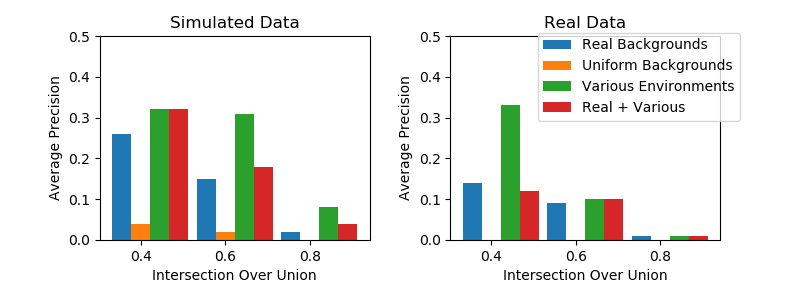 Simulated Data
Average Precision
0.5
0.4
0.3
0.2
0.1
0.0
0.4
0.6
0.8
Intersection Over Union
Real Data
Average Precision
0.5
0.4
0.3
0.2
0.1
0.0
Real Backgrounds
Uniform Backgrounds
Various Environments
Real + Various
0.4
0.6
0.8
Intersection Over Union